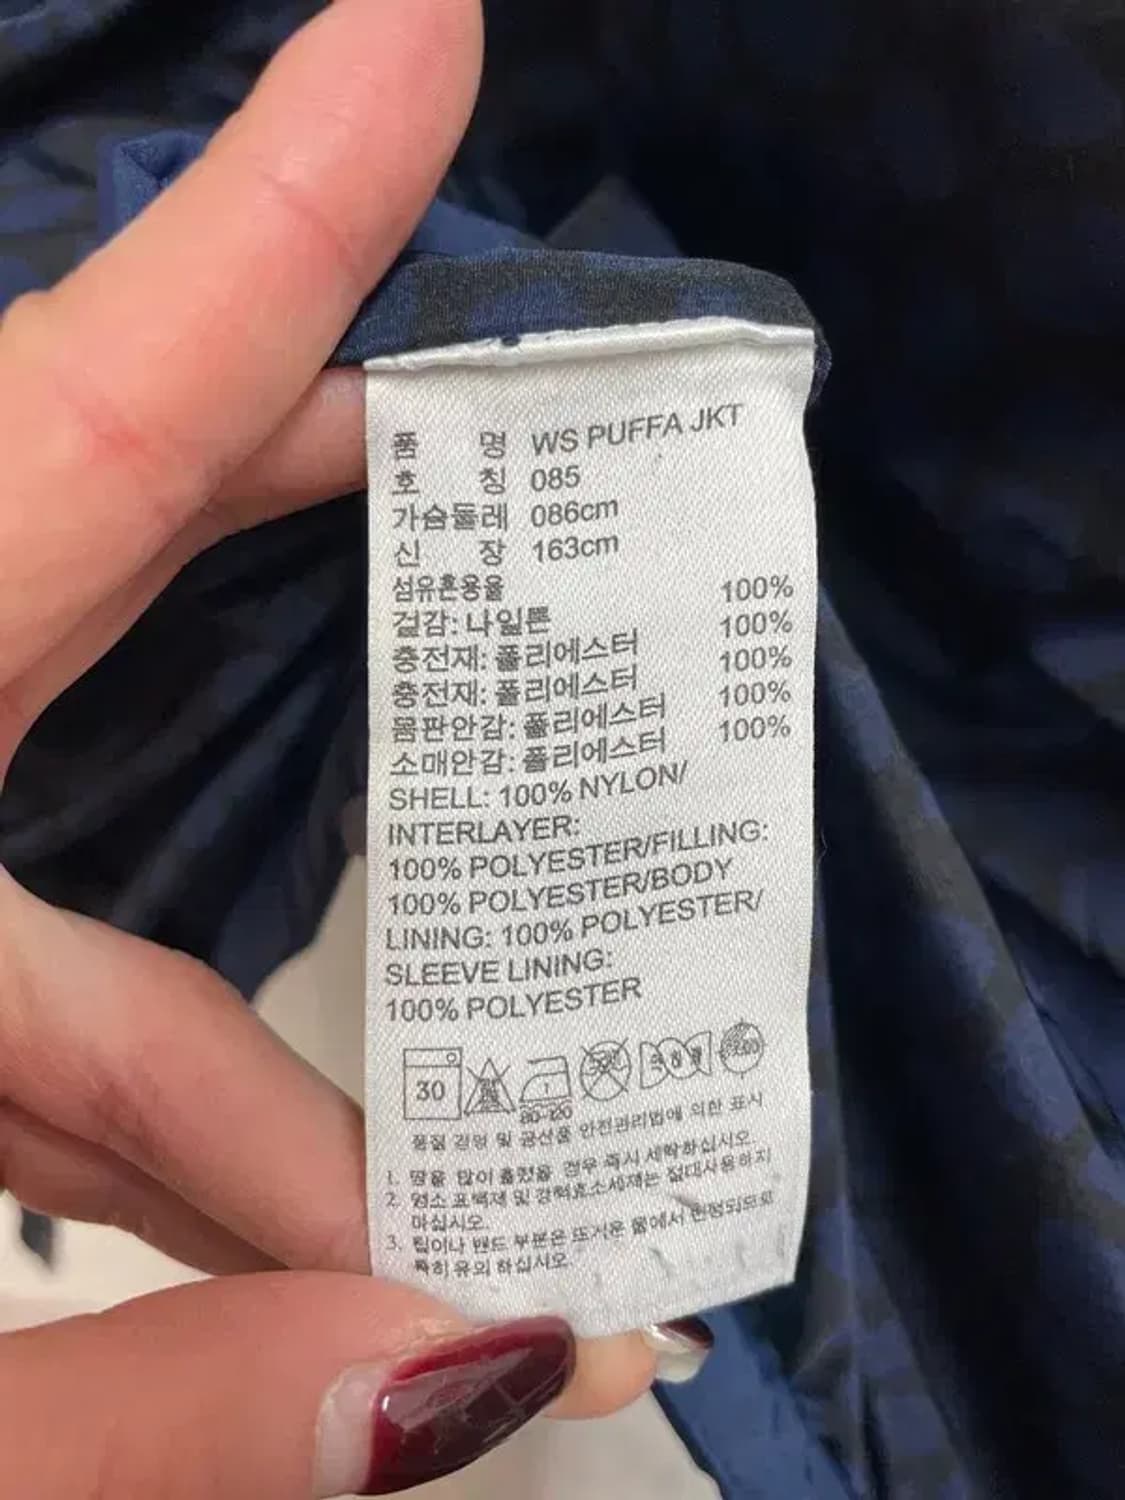 품 명 WS PUFFA JKT
호 칭 085
가슴둘레 086cm
신 장 163cm
섬유혼용율 100%
겉감: 나일론 100%
충전재: 폴리에스터 100%
충전재: 폴리에스터 100%
몸판안감: 폴리에스터 100%
소매안감: 폴리에스터
SHELL: 100% NYLON/
INTERLAYER:
100% POLYESTER/FILLING:
100% POLYESTER/BODY
LINING: 100% POLYESTER/
SLEEVE LINING:
100% POLYESTER
30
80-120
품질 경영 및 공산품 안전관리법에 의한 표시
1. 땀을 많이 흘렸을 경우 즉시 세탁하십시오.
2. 염소 표백제 및 강력효소세제는 절대사용하지
마십시오.
3. 립이나 밴드 부분은 뜨거운 물에서 변형되므로
특히 유의 하십시오.